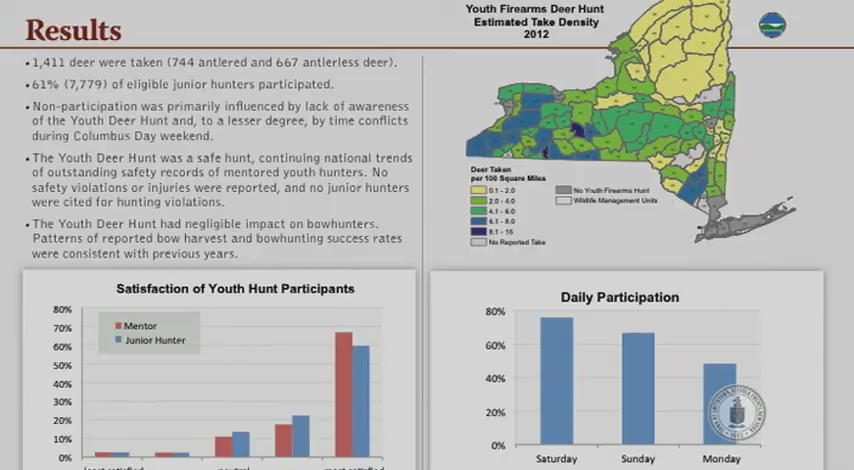 Results
• 1,411 deer were taken (744 antlered and 667 antlerless deer).
• 61% (7,779) of eligible junior hunters participated.
• Non-participation was primarily influenced by lack of awareness
of the Youth Deer Hunt and, to a lesser degree, by time conflicts
during Columbus Day weekend.
• The Youth Deer Hunt was a safe hunt, continuing national trends
of outstanding safety records of mentored youth hunters. No
safety violations or injuries were reported, and no junior hunters
were cited for hunting violations.
• The Youth Deer Hunt had negligible impact on bowhunters.
Patterns of reported bow harvest and bowhunting success rates
were consistent with previous years.
Youth Firearms Deer Hunt
Estimated Take Density
2012
Deer Taken
per 100 Square Miles
0.1 - 2.0
2.0 - 4.0
4.1 - 6.0
6.1 - 8.0
8.1 - 16
No Reported Take
No Youth Firearms Hunt
Wildlife Management Units
Satisfaction of Youth Hunt Participants
80%
70%
60%
50%
40%
30%
20%
10%
0%
Mentor
Junior Hunter
least satisfied
neutral
most satisfied
Daily Participation
80%
60%
40%
20%
0%
Saturday
Sunday
Monday